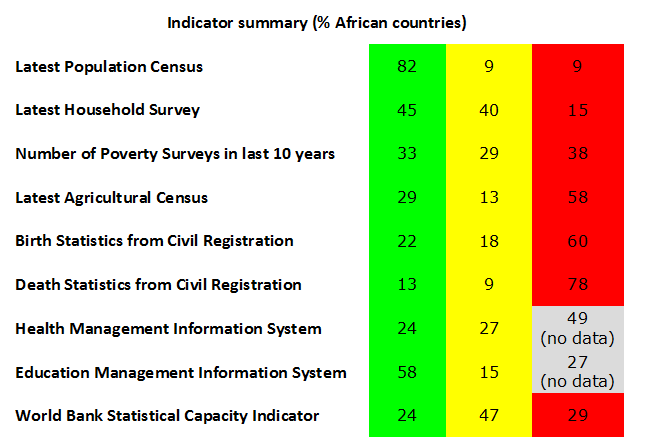 Indicator summary (% African countries)
Latest Population Census 82 9 9
Latest Household Survey 45 40 15
Number of Poverty Surveys in last 10 years 33 29 38
Latest Agricultural Census 29 13 58
Birth Statistics from Civil Registration 22 18 60
Death Statistics from Civil Registration 13 9 78
Health Management Information System 24 27 49
(no data)
Education Management Information System 58 15 27
(no data)
World Bank Statistical Capacity Indicator 24 47 29